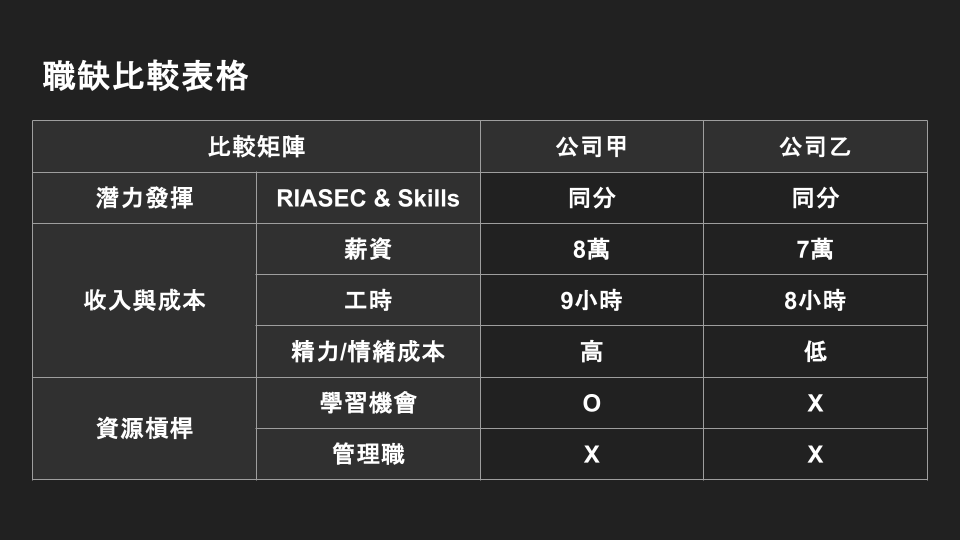 職缺比較表格
比較矩陣 公司甲 公司乙
潛力發揮 RIASEC & Skills 同分 同分
收入與成本 薪資 8萬 7萬
工時 9小時 8小時
精力/情緒成本 高 低
資源槓桿 學習機會 O X
管理職 X X